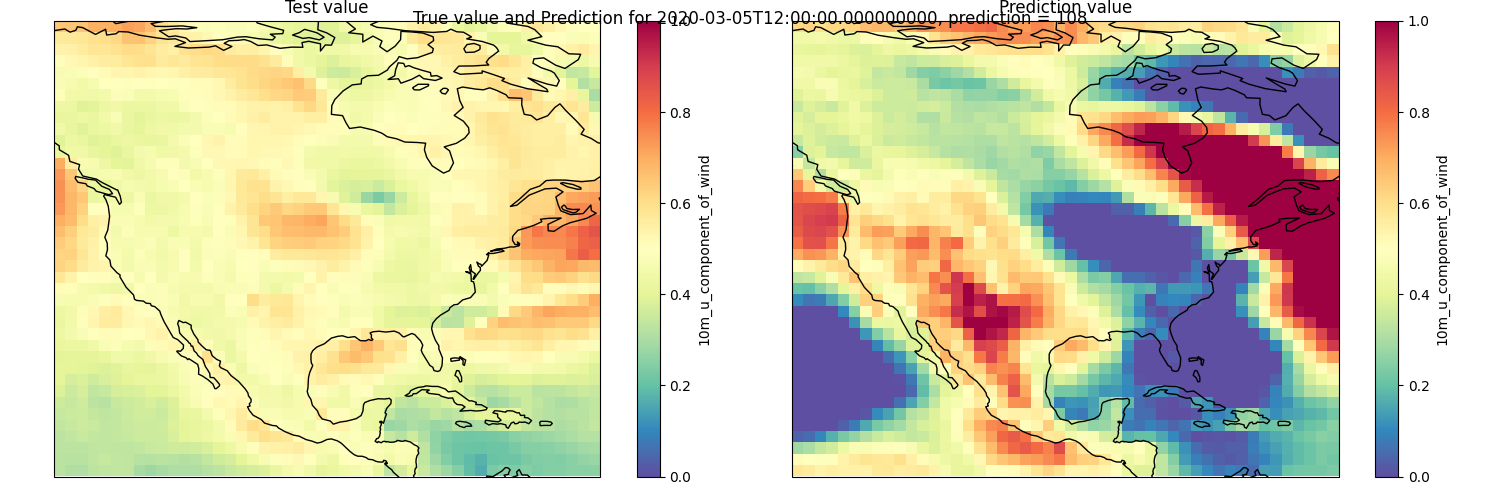 Test value
True value and Prediction for 2020-03-05T12:00:00.000000000, prediction = 108
Prediction value
1.0
0.8
0.6
0.4
0.2
0.0
10m_u_component_of_wind
1.0
0.8
0.6
0.4
0.2
0.0
10m_u_component_of_wind